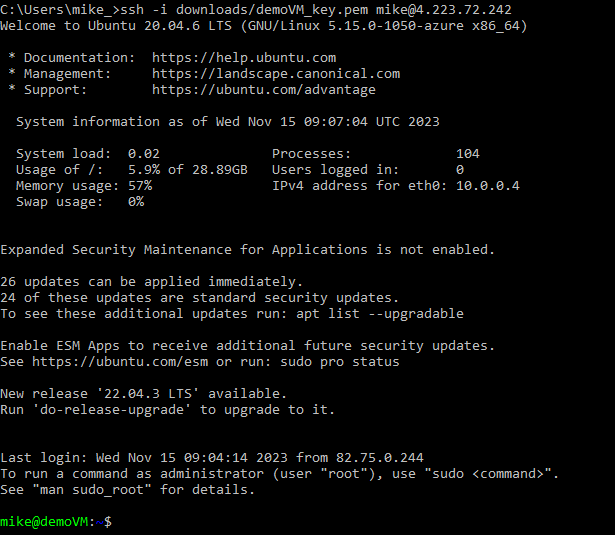 C:\Users\mike_>ssh -i downloads/demoVM_key.pem mike@4.223.72.242
Welcome to Ubuntu 20.04.6 LTS (GNU/Linux 5.15.0-1050-azure x86_64)
* Documentation: https://help.ubuntu.com
* Management: https://landscape.canonical.com
* Support: https://ubuntu.com/advantage
System information as of Wed Nov 15 09:07:04 UTC 2023
System load: 0.02 Processes: 104
Usage of /: 5.9% of 28.89GB Users logged in: 0
Memory usage: 57% IPv4 address for eth0: 10.0.0.4
Swap usage: 0%
Expanded Security Maintenance for Applications is not enabled.
26 updates can be applied immediately.
24 of these updates are standard security updates.
To see these additional updates run: apt list --upgradable
Enable ESM Apps to receive additional future security updates.
See https://ubuntu.com/esm or run: sudo pro status
New release '22.04.3 LTS' available.
Run 'do-release-upgrade' to upgrade to it.
Last login: Wed Nov 15 09:04:14 2023 from 82.75.0.244
To run a command as administrator (user "root"), use "sudo <command>".
See "man sudo_root" for details.
mike@demoVM:~$